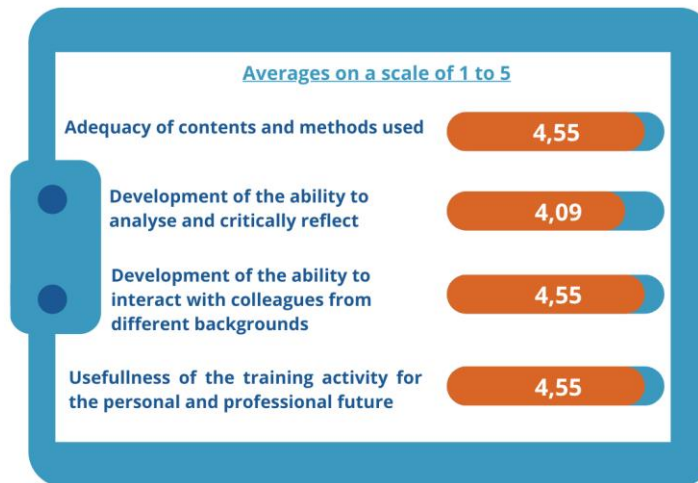 Averages on a scale of 1 to 5
Adequacy of contents and methods used
4,55
Development of the ability to
analyse and critically reflect
4,09
Development of the ability to
interact with colleagues from
different backgrounds
4,55
Usefullness of the training activity for
the personal and professional future
4,55